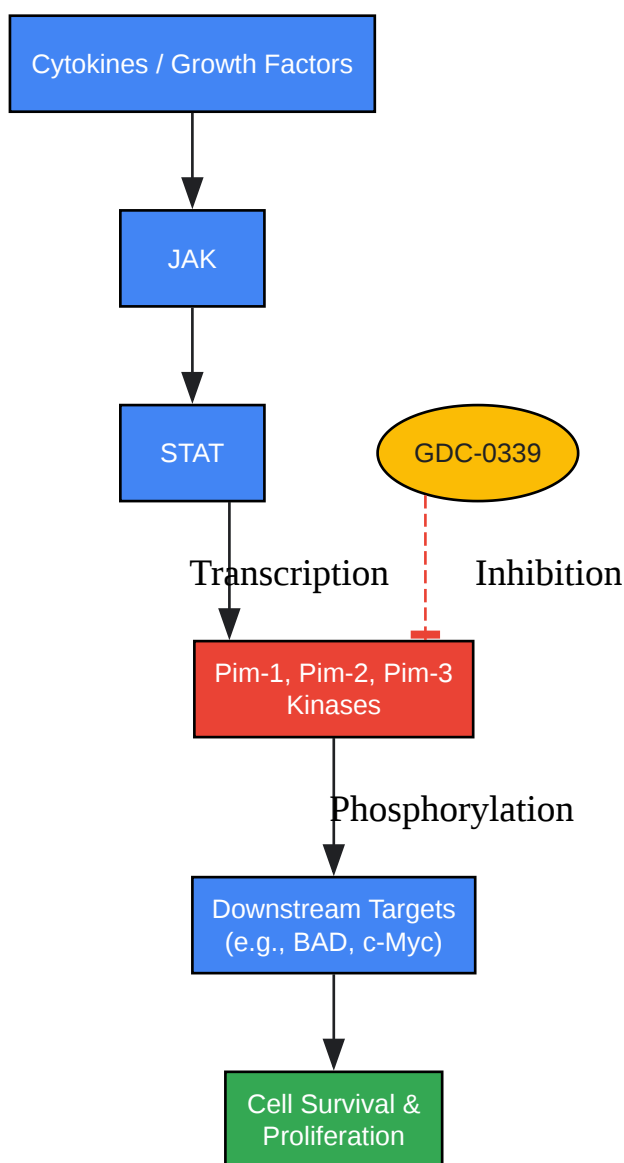 Cytokines / Growth Factors
JAK
STAT
GDC-0339
Transcription
Inhibition
Pim-1, Pim-2, Pim-3
Kinases
Phosphorylation
Downstream Targets
(e.g., BAD, c-Myc)
Cell Survival &
Proliferation